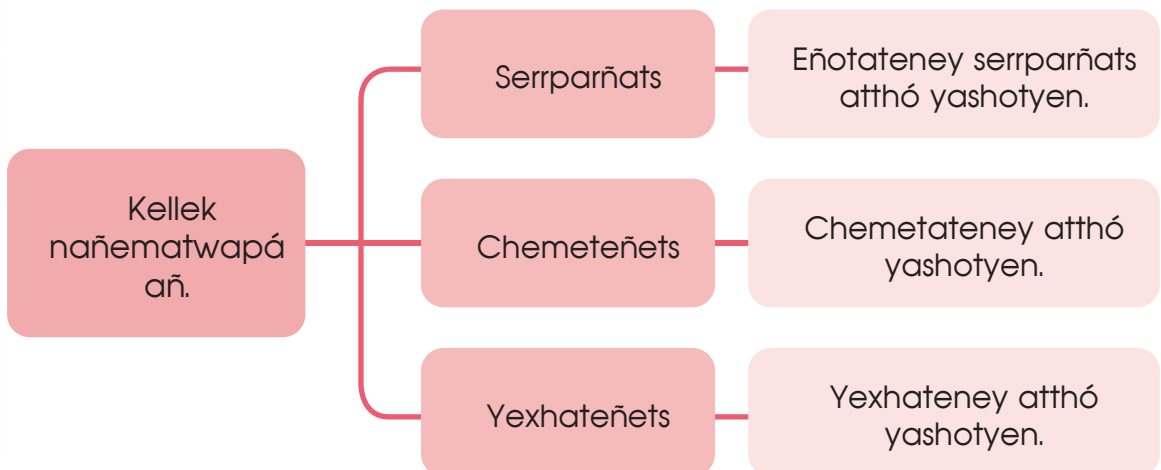 Kellek
nañematwapá
añ.
Serrparñats
Eñotateney serrparñats
atthó yashotyen.
Chemeteñets
Chemetateney atthó
yashotyen.
Yexhateñets
Yexhateney atthó
yashotyen.